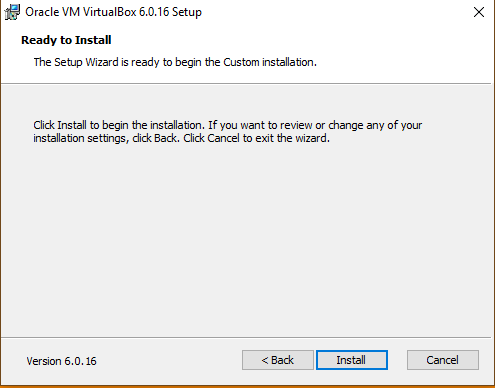 Oracle VM VirtualBox 6.0.16 Setup
Ready to Install
The Setup Wizard is ready to begin the Custom installation.
Click Install to begin the installation. If you want to review or change any of your
installation settings, click Back. Click Cancel to exit the wizard.
Version 6.0.16
< Back
Install
Cancel